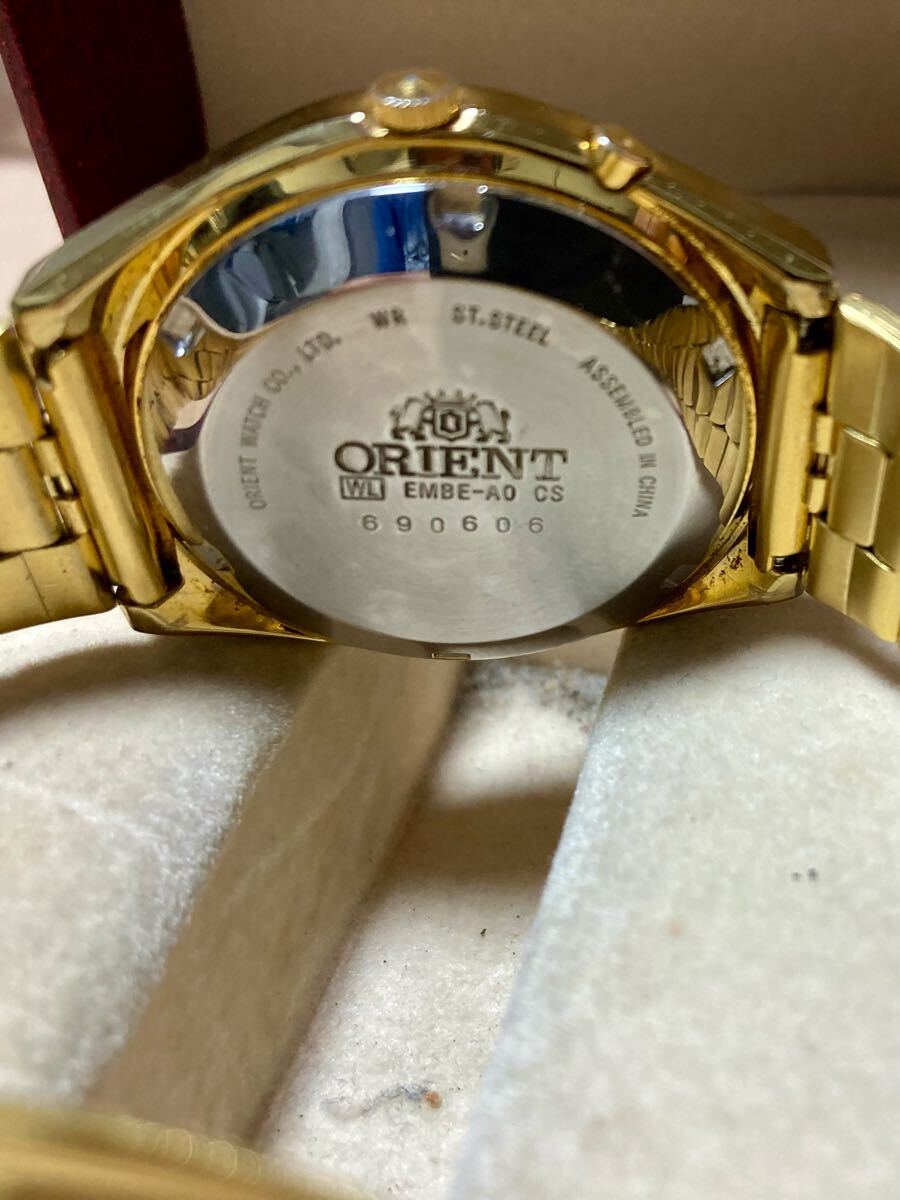 ORIENT WATCH CO., LTD. WR ST.STEEL ASSEMBLED IN CHINA
ORIENT
WL EMBE-A0 CS
690606